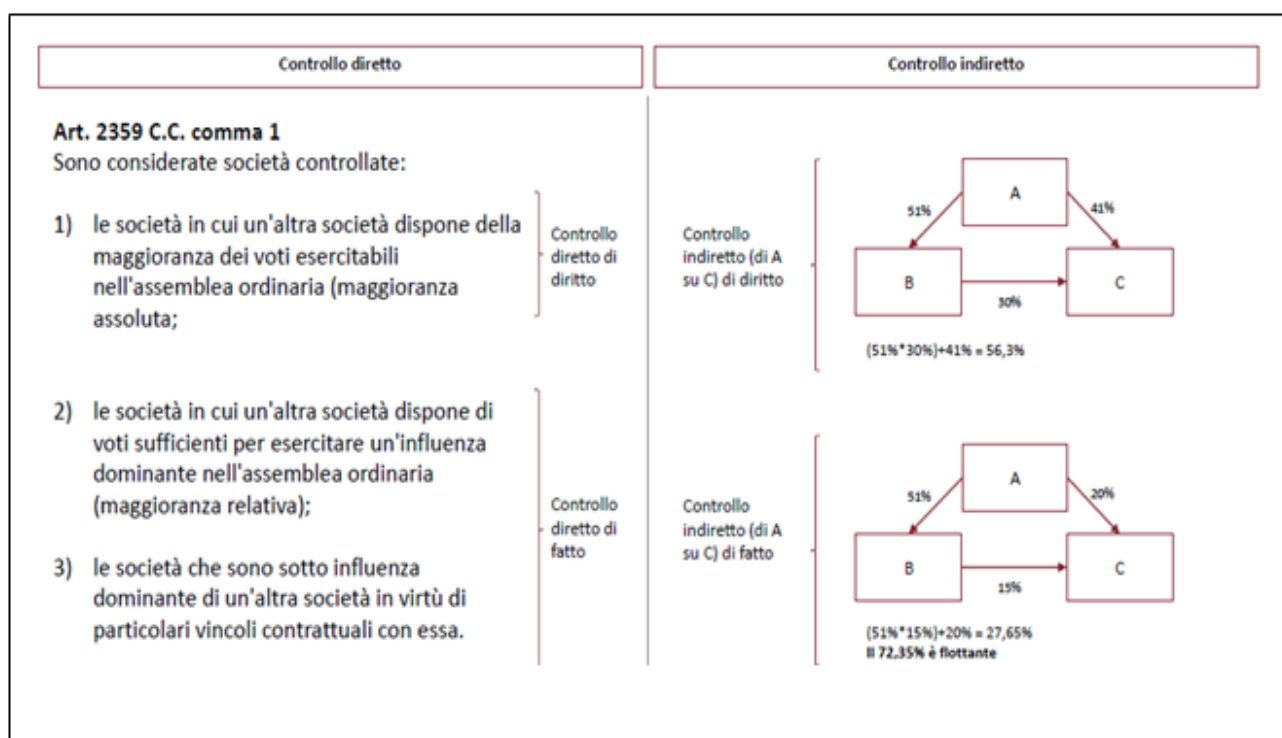 Controllo diretto
Controllo indiretto
Art. 2359 C.C. comma 1
Sono considerate società controllate:
1) le società in cui un'altra società dispone della
maggioranza dei voti esercitabili
nell'assemblea ordinaria (maggioranza
assoluta;
Controllo
diretto di
diritto
2) le società in cui un'altra società dispone di
voti sufficienti per esercitare un'influenza
dominante nell'assemblea ordinaria
(maggioranza relativa);
3) le società che sono sotto influenza
dominante di un'altra società in virtù di
particolari vincoli contrattuali con essa.
Controllo
diretto di
fatto
Controllo
indiretto (di A
su C) di diritto
A
51%
41%
B
C
30%
(51%*30%)+41% = 56,3%
Controllo
indiretto (di A
su C) di fatto
A
51%
20%
B
C
15%
(51%*15%)+20% = 27,65%
Il 72,35% è flottante